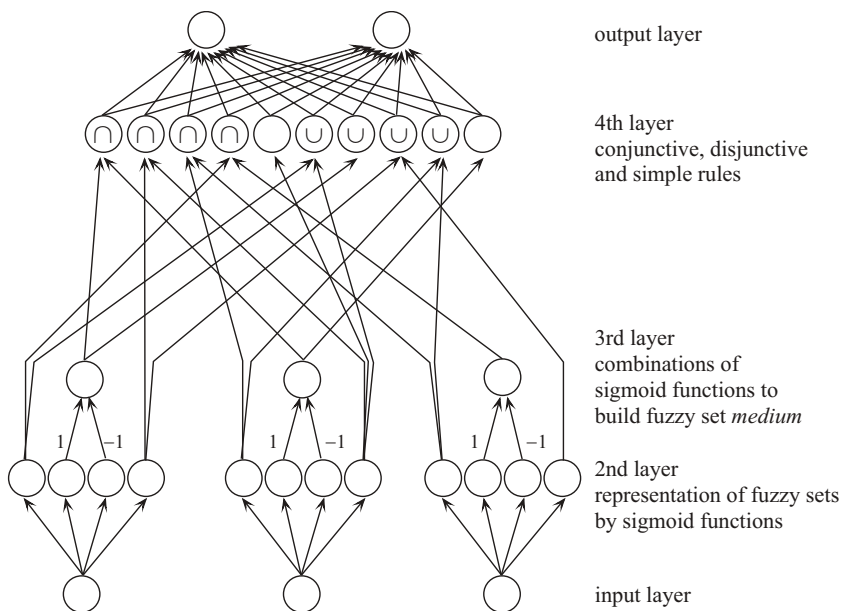 output layer
∩ ∩ ∩ ∩ ∪ ∪ ∪ ∪
4th layer
conjunctive, disjunctive
and simple rules
3rd layer
combinations of
sigmoid functions to
build fuzzy set medium
1 −1 1 −1 1 −1
2nd layer
representation of fuzzy sets
by sigmoid functions
input layer